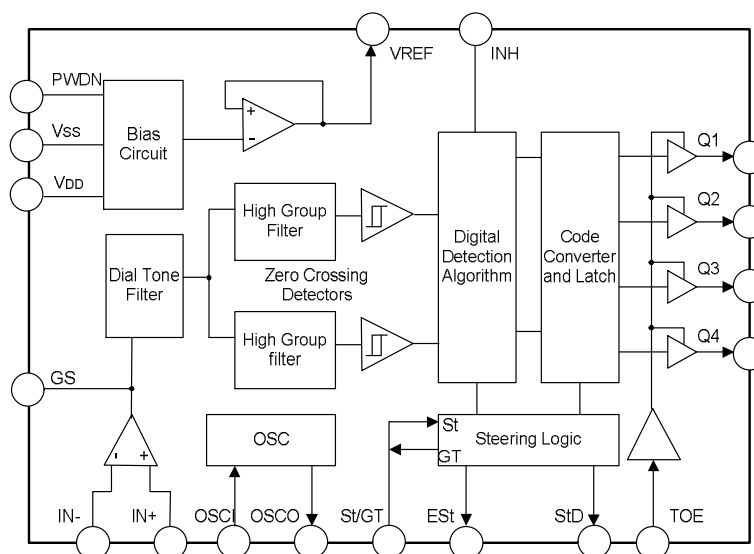 VREF
INH
PWDN
Vss
VDD
Bias
Circuit
+
-
Q1
Q2
Q3
Q4
High Group
Filter
Dial Tone
Filter
Zero Crossing
Detectors
High Group
filter
Digital
Detection
Algorithm
Code
Converter
and Latch
GS
- +
OSC
St
GT
Steering Logic
IN-
IN+
OSCI
OSCO
St/GT
ESt
StD
TOE